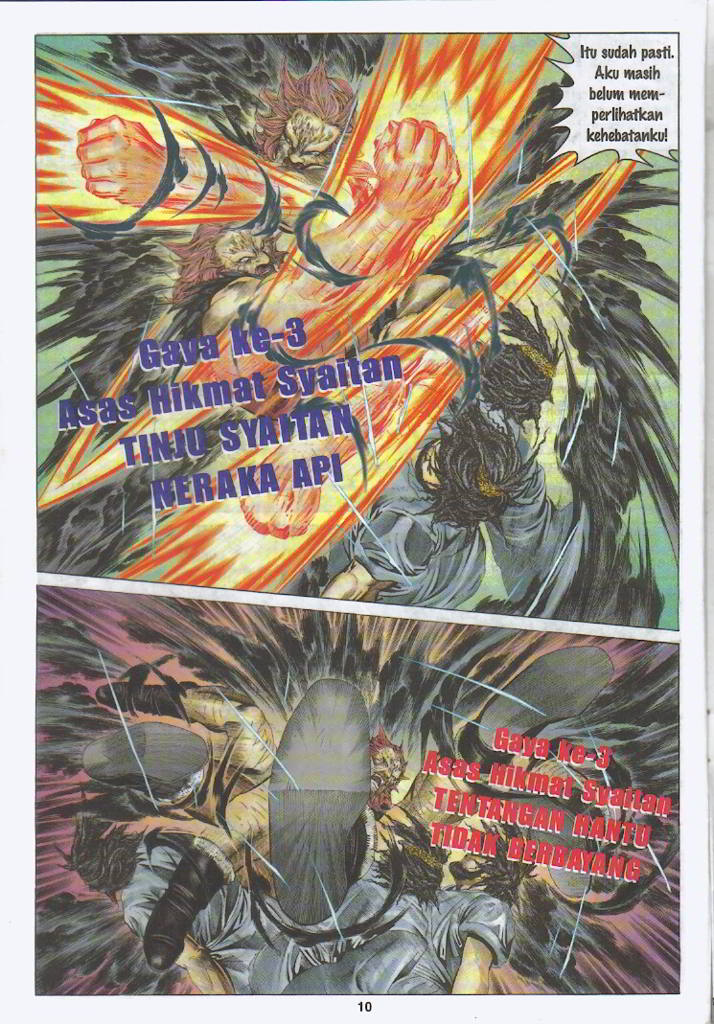 Itu sudah pasti.
Aku masih
belum mem-
perlihatkan
kehebatanku!
Gaya ke-3
Asas Hikmat Syaitan
TINJU SYAITAN
NERAKA API
Gaya ke-3
Asas Hikmat Syaitan
TENTANGAN HANTU
TIDAK BERBAYANG
10